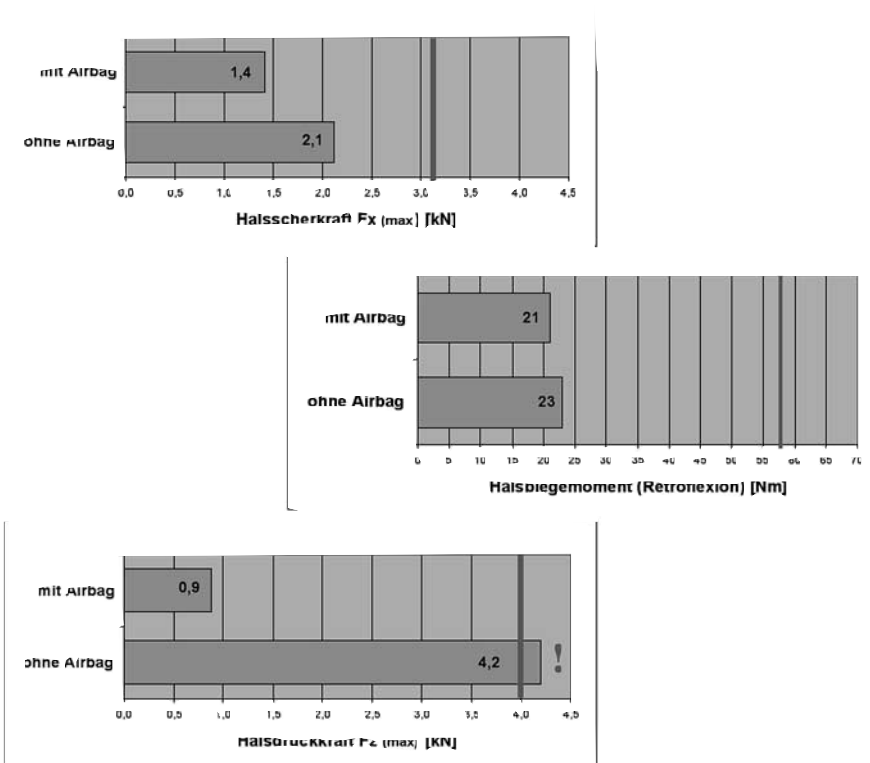 mit Airbag
1,4
ohne Airbag
2,1
0,0 0,5 1,0 1,5 2,0 2,5 3,0 3,5 4,0 4,5
Halsscherkraft Fx (max) [kN]
mit Airbag
21
ohne Airbag
23
0 5 10 15 20 25 30 35 40 45 50 55 60 65 70
Halsbiegemoment (Retroflexion) [Nm]
mit Airbag
0,9
ohne Airbag
4,2
!
0,0 0,5 1,0 1,5 2,0 2,5 3,0 3,5 4,0 4,5
Halsdruckkraft Fz (max) [kN]